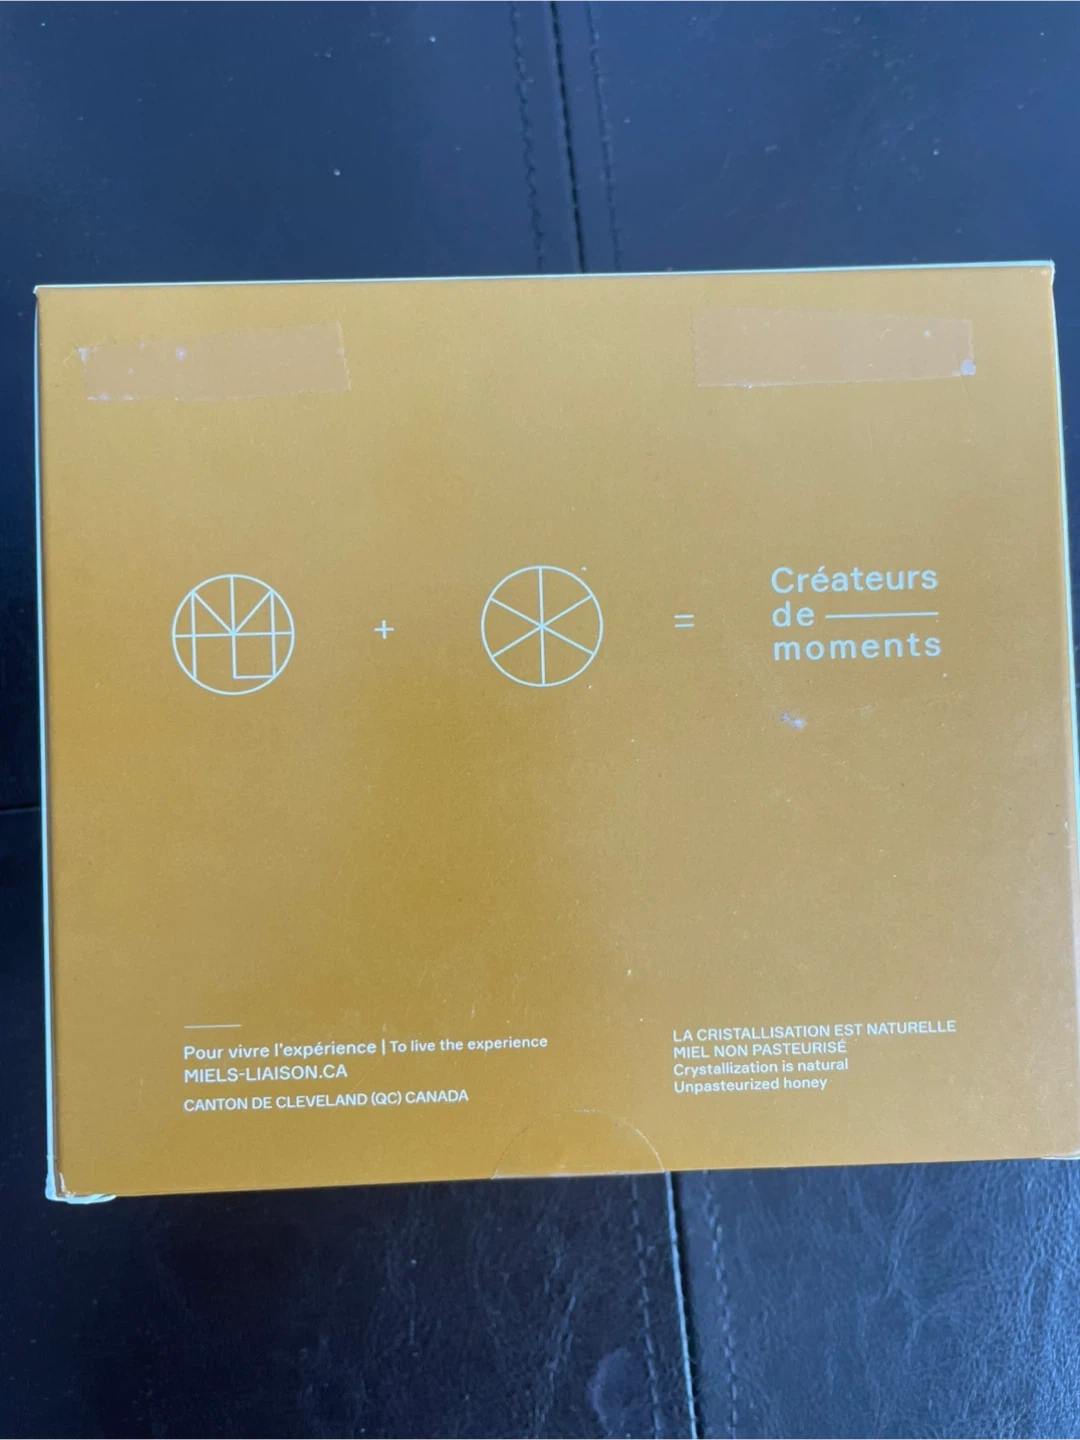 +
=
Créateurs
de
moments
Pour vivre l'expérience | To live the experience
MIELS-LIAISON.CA
CANTON DE CLEVELAND (QC) CANADA
LA CRISTALLISATION EST NATURELLE
MIEL NON PASTEURISÉ
Crystallization is natural
Unpasteurized honey